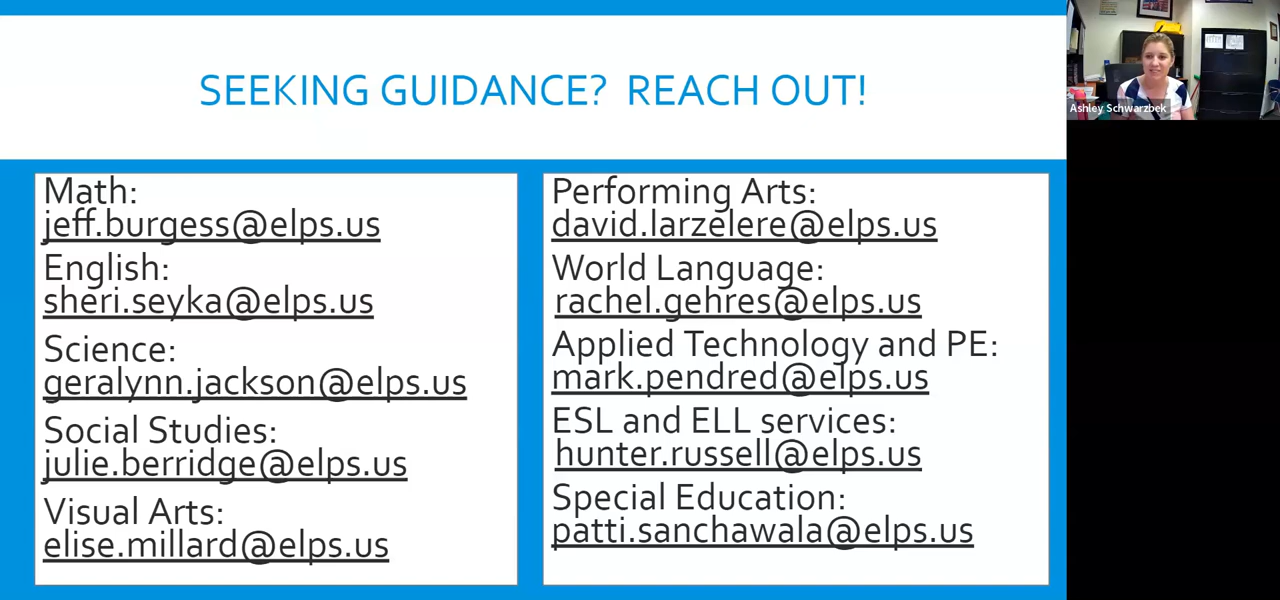 SEEKING GUIDANCE? REACH OUT!
Math:
jeff.burgess@elps.us
English:
sheri.seyka@elps.us
Science:
geralynn.jackson@elps.us
Social Studies:
julie.berridge@elps.us
Visual Arts:
elise.millard@elps.us
Performing Arts:
david.larzelere@elps.us
World Language:
rachel.gehres@elps.us
Applied Technology and PE:
mark.pendred@elps.us
ESL and ELL services:
hunter.russell@elps.us
Special Education:
patti.sanchawala@elps.us
Ashley Schwarzbek